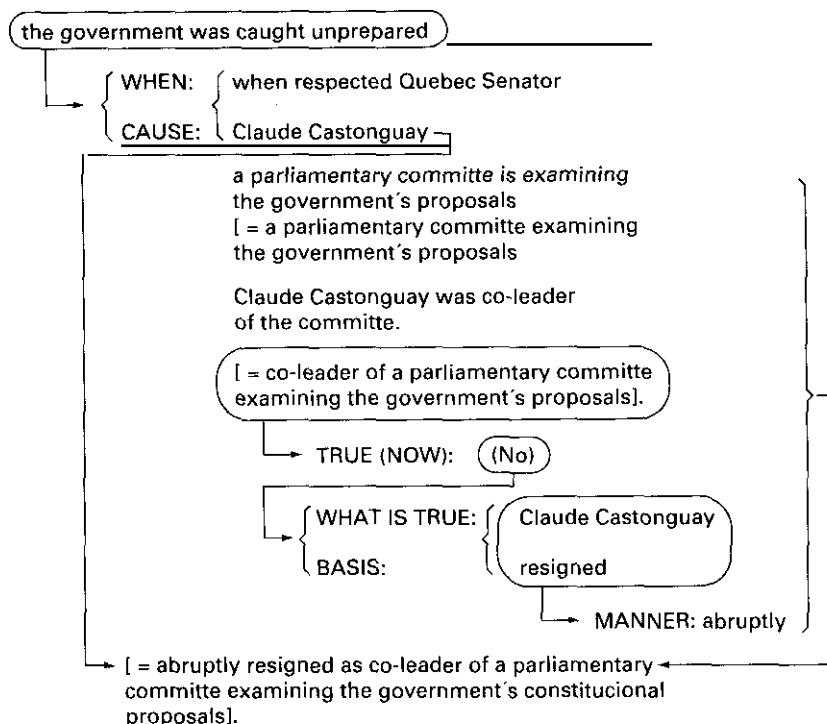 the government was caught unprepared
WHEN: when respected Quebec Senator
CAUSE: Claude Castonguay
a parliamentary committe is examining
the government´s proposals
[ = a parliamentary committe examining
the government´s proposals
Claude Castonguay was co-leader
of the committe.
[ = co-leader of a parliamentary committe
examining the government´s proposals].
TRUE (NOW): (No)
WHAT IS TRUE: Claude Castonguay
BASIS: resigned
MANNER: abruptly
[ = abruptly resigned as co-leader of a parliamentary
committe examining the government´s constitucional
proposals].